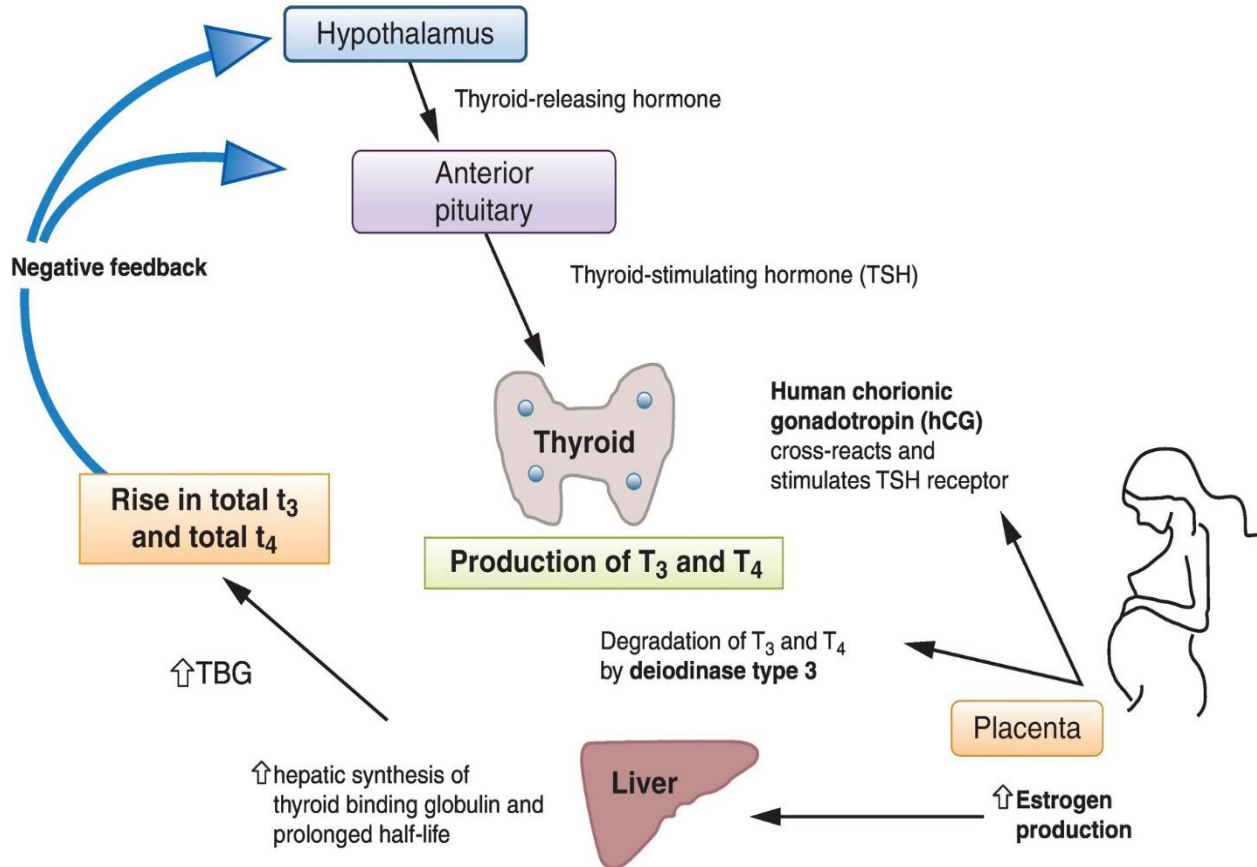 Hypothalamus
Thyroid-releasing hormone
Anterior
pituitary
Negative feedback
Thyroid-stimulating hormone (TSH)
Human chorionic
gonadotropin (hCG)
cross-reacts and
stimulates TSH receptor
Thyroid
Rise in total t₃
and total t₄
Production of T₃ and T₄
Degradation of T₃ and T₄
by deiodinase type 3
⇧TBG
Placenta
⇧hepatic synthesis of
thyroid binding globulin and
prolonged half-life
Liver
⇧Estrogen
production